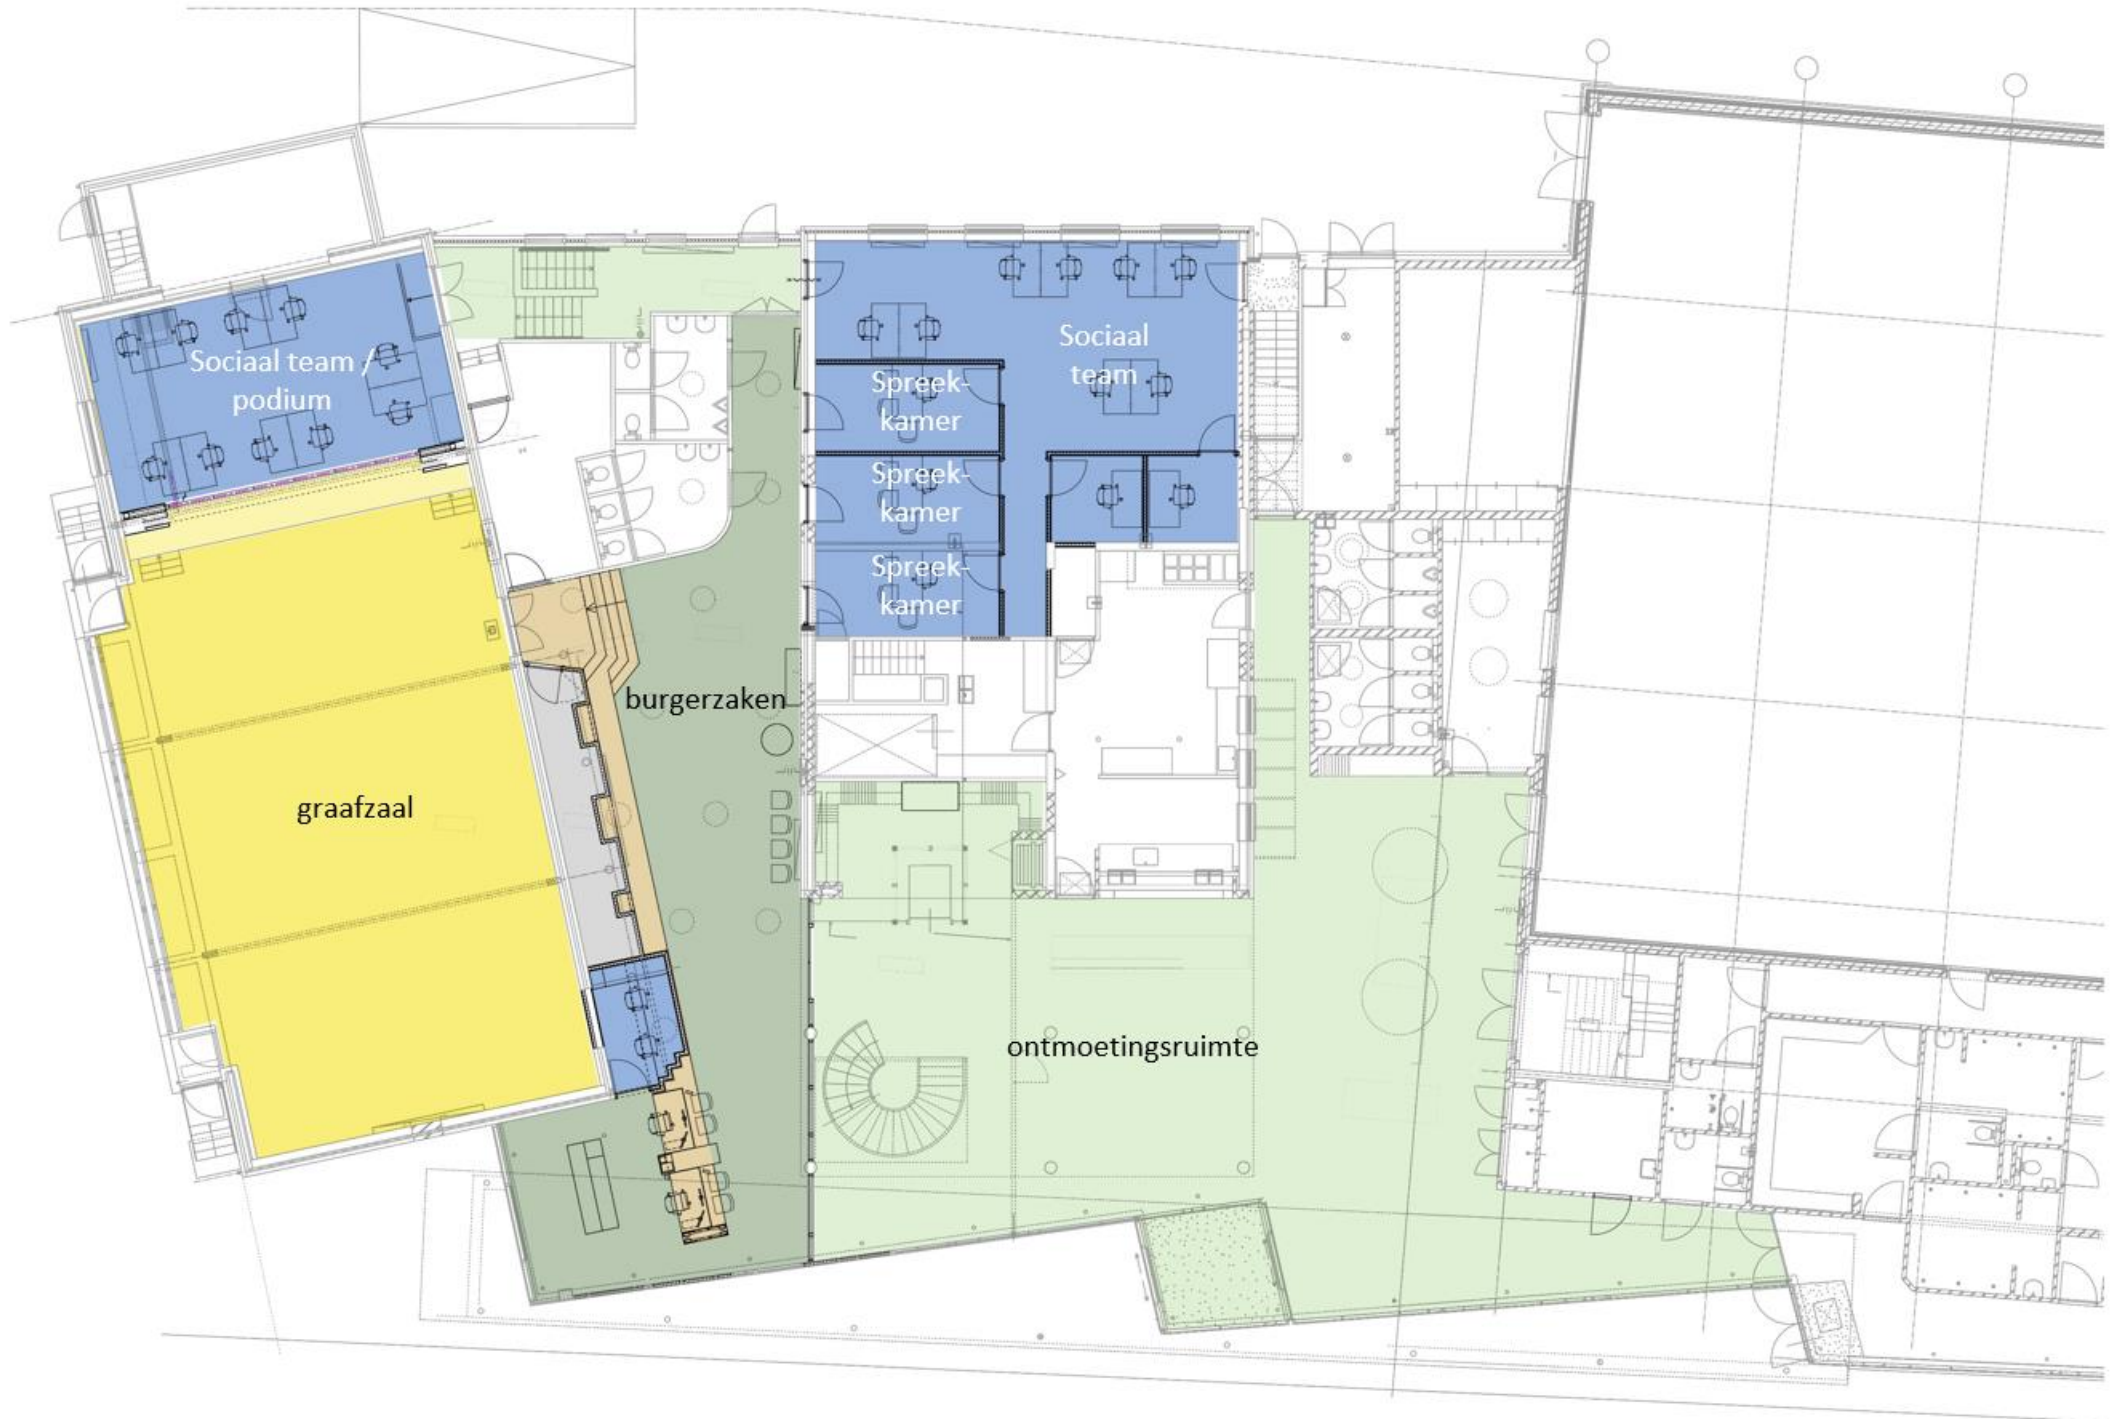 Sociaal team /
podium
Sociaal
team
Spreek-
kamer
Spreek-
kamer
Spreek-
kamer
burgerzaken
graafzaal
ontmoetingsruimte